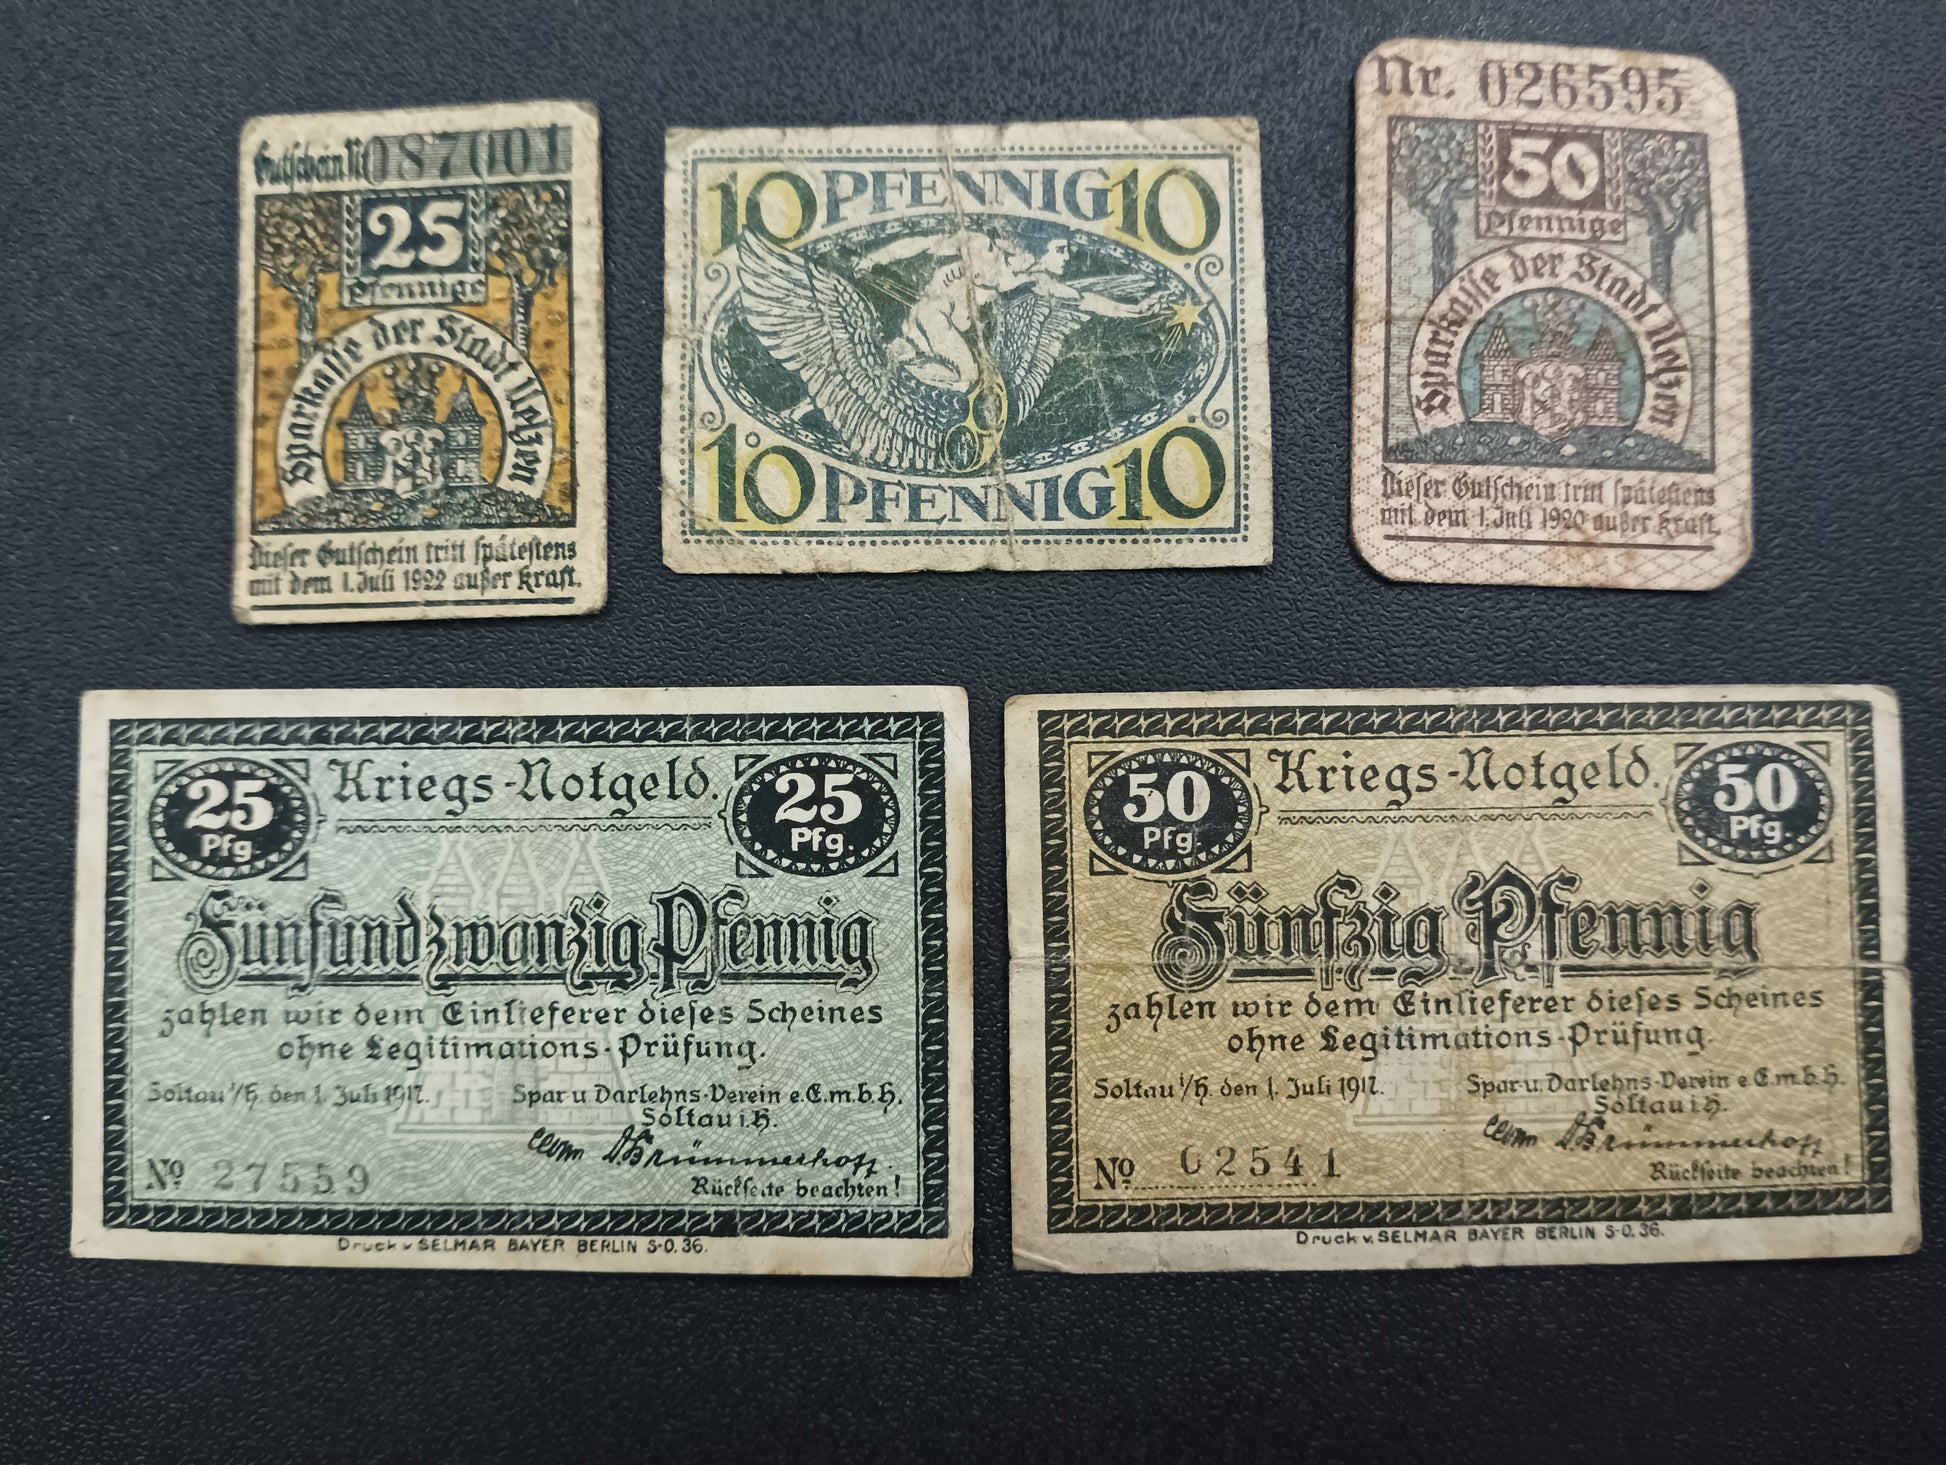 Gutschein Nr 087001
25
Pfennige
Sparkasse der Stadt Uelzen
Dieser Gutschein tritt spätestens
mit dem 1. Juli 1922 außer Kraft.
10 PFENNIG 10
10 PFENNIG 10
Nr. 026595
50
Pfennige
Sparkasse der Stadt Uelzen
Dieser Gutschein tritt spätestens
mit dem 1. Juli 1920 außer Kraft.
25 Pfg. Kriegs-Notgeld. 25 Pfg.
Fünfundzwanzig Pfennig
zahlen wir dem Einlieferer dieses Scheines
ohne Legitimations-Prüfung.
Soltau i/H. den 1. Juli 1917. Spar u Darlehns-Verein e.G.m.b.H.
Soltau i.H.
D. Brümmerhoff.
No 27559 Rückseite beachten!
Druck v SELMAR BAYER BERLIN S-O. 36.
50 Pfg. Kriegs-Notgeld. 50 Pfg.
Fünfzig Pfennig
zahlen wir dem Einlieferer dieses Scheines
ohne Legitimations-Prüfung.
Soltau i/H. den 1. Juli 1917. Spar-u. Darlehns-Verein e.G.m.b.H.
Soltau i.H.
D. Brümmerhoff
No 02541 Rückseite beachten!
Druck v. SELMAR BAYER BERLIN S-O. 36.